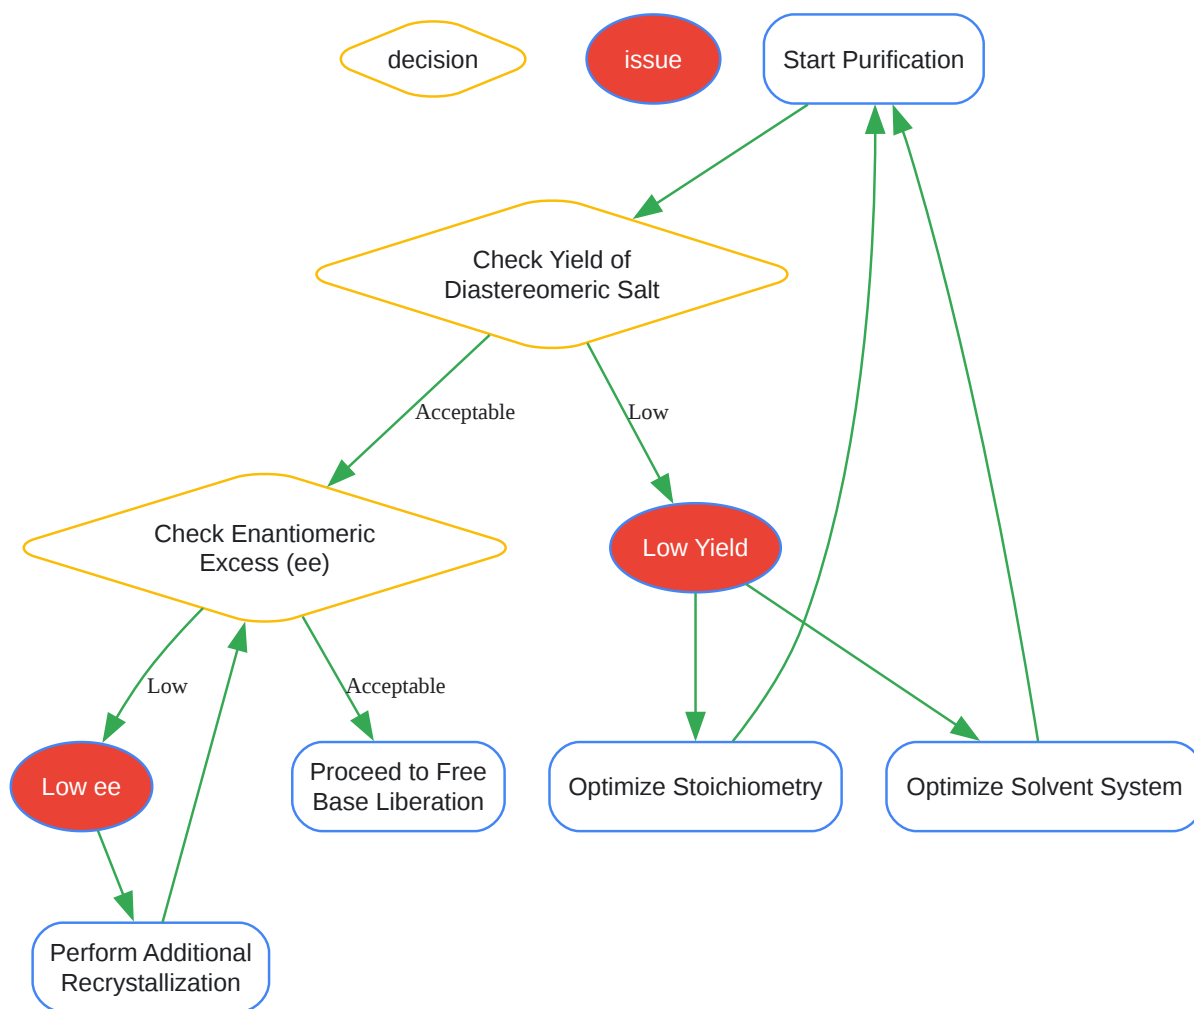 decision
issue
Start Purification
Check Yield of
Diastereomeric Salt
Acceptable
Low
Check Enantiomeric
Excess (ee)
Low Yield
Low
Acceptable
Low ee
Proceed to Free
Base Liberation
Optimize Stoichiometry
Optimize Solvent System
Perform Additional
Recrystallization